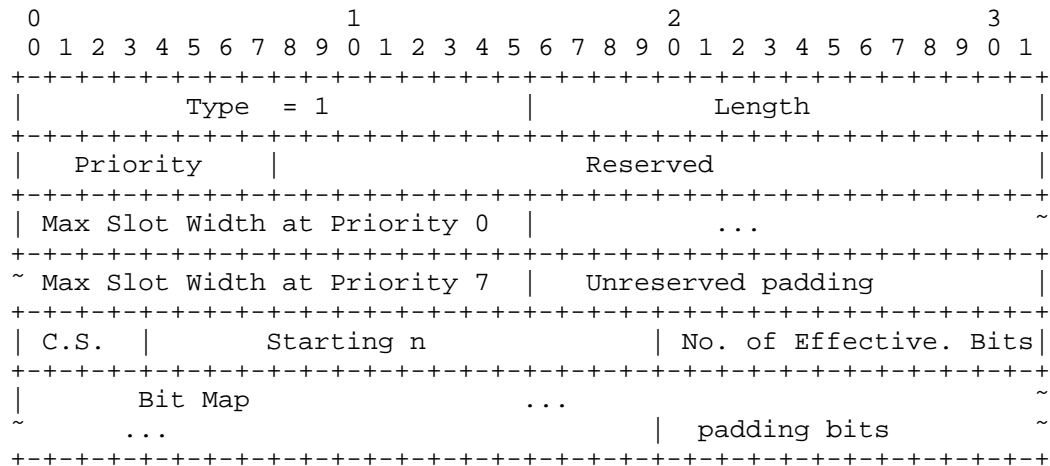 0                   1                   2                   3
0 1 2 3 4 5 6 7 8 9 0 1 2 3 4 5 6 7 8 9 0 1 2 3 4 5 6 7 8 9 0 1
+-+-+-+-+-+-+-+-+-+-+-+-+-+-+-+-+-+-+-+-+-+-+-+-+-+-+-+-+-+-+-+-+
|          Type  = 1            |           Length              |
+-+-+-+-+-+-+-+-+-+-+-+-+-+-+-+-+-+-+-+-+-+-+-+-+-+-+-+-+-+-+-+-+
|   Priority    |                   Reserved                    |
+-+-+-+-+-+-+-+-+-+-+-+-+-+-+-+-+-+-+-+-+-+-+-+-+-+-+-+-+-+-+-+-+
| Max Slot Width at Priority 0  |           ...                 ~
+-+-+-+-+-+-+-+-+-+-+-+-+-+-+-+-+-+-+-+-+-+-+-+-+-+-+-+-+-+-+-+-+
~ Max Slot Width at Priority 7  |   Unreserved padding          |
+-+-+-+-+-+-+-+-+-+-+-+-+-+-+-+-+-+-+-+-+-+-+-+-+-+-+-+-+-+-+-+-+
| C.S.  |       Starting n              | No. of Effective. Bits|
+-+-+-+-+-+-+-+-+-+-+-+-+-+-+-+-+-+-+-+-+-+-+-+-+-+-+-+-+-+-+-+-+
|       Bit Map                 ...                             ~
~      ...                              |  padding bits         ~
+-+-+-+-+-+-+-+-+-+-+-+-+-+-+-+-+-+-+-+-+-+-+-+-+-+-+-+-+-+-+-+-+